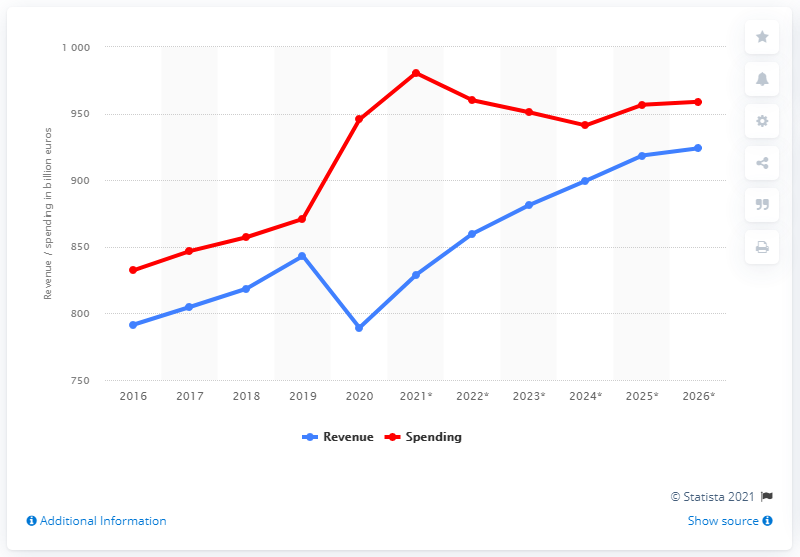 1 000
950
900
850
800
750
Revenue / spending in billion euros
2016 2017 2018 2019 2020 2021* 2022* 2023* 2024* 2025* 2026*
Revenue Spending
© Statista 2021
Additional Information Show source